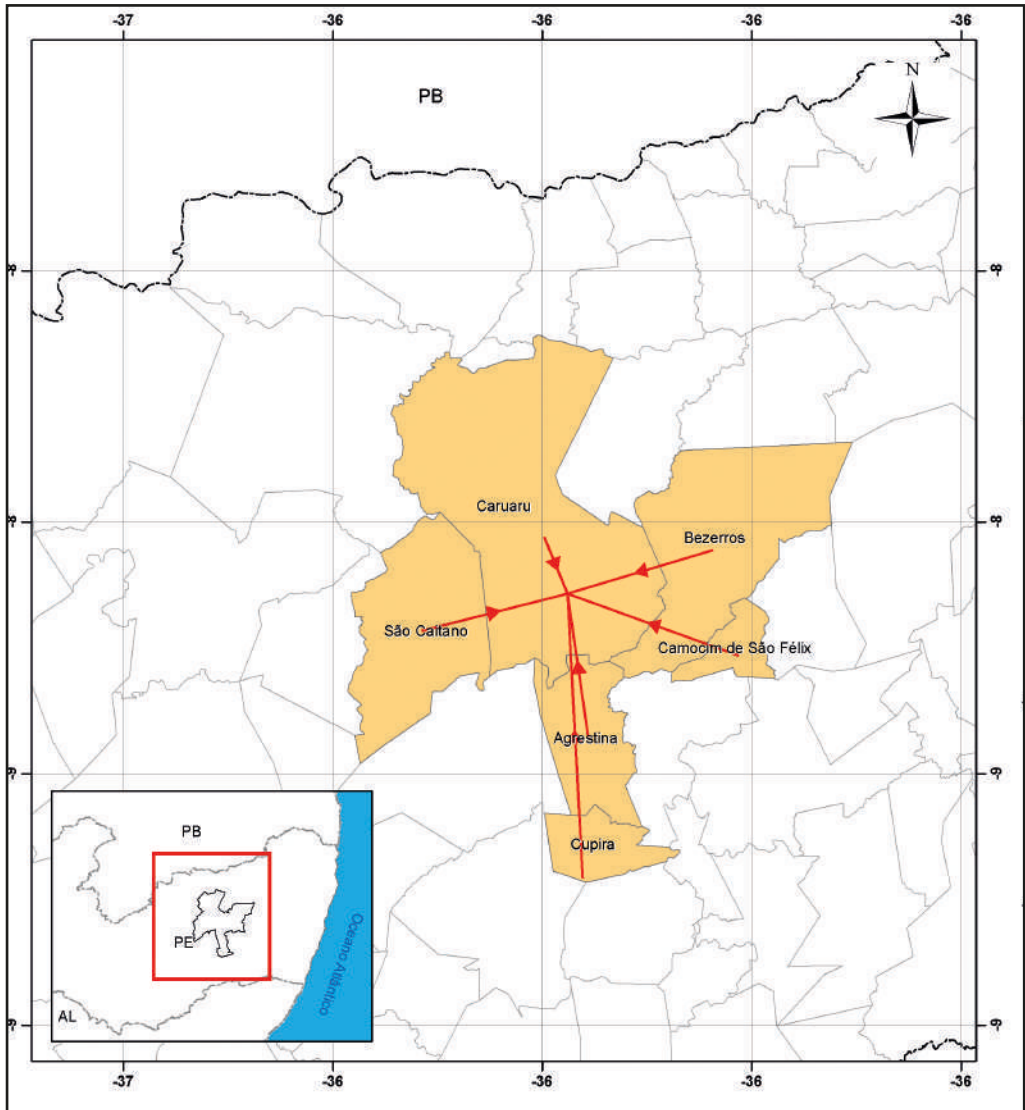 -37 -36 -36 -36 -36
PB
N
-8 -8
-8 -8
Caruaru
Bezerros
São Caitano
Camocim de São Félix
Agrestina
-9 -9
Cupira
PB
PE
AL
Oceano Atlântico
-9 -9
-37 -36 -36 -36 -36